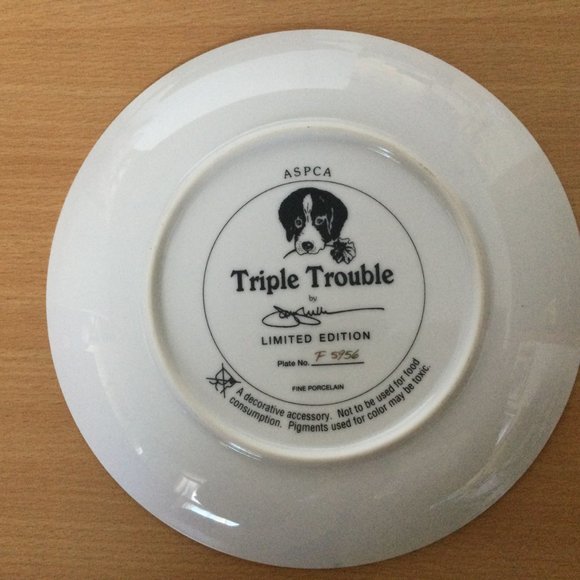 ASPCA
Triple Trouble
by
LIMITED EDITION
Plate No. F 5956
FINE PORCELAIN
A decorative accessory. Not to be used for food
consumption. Pigments used for color may be toxic.